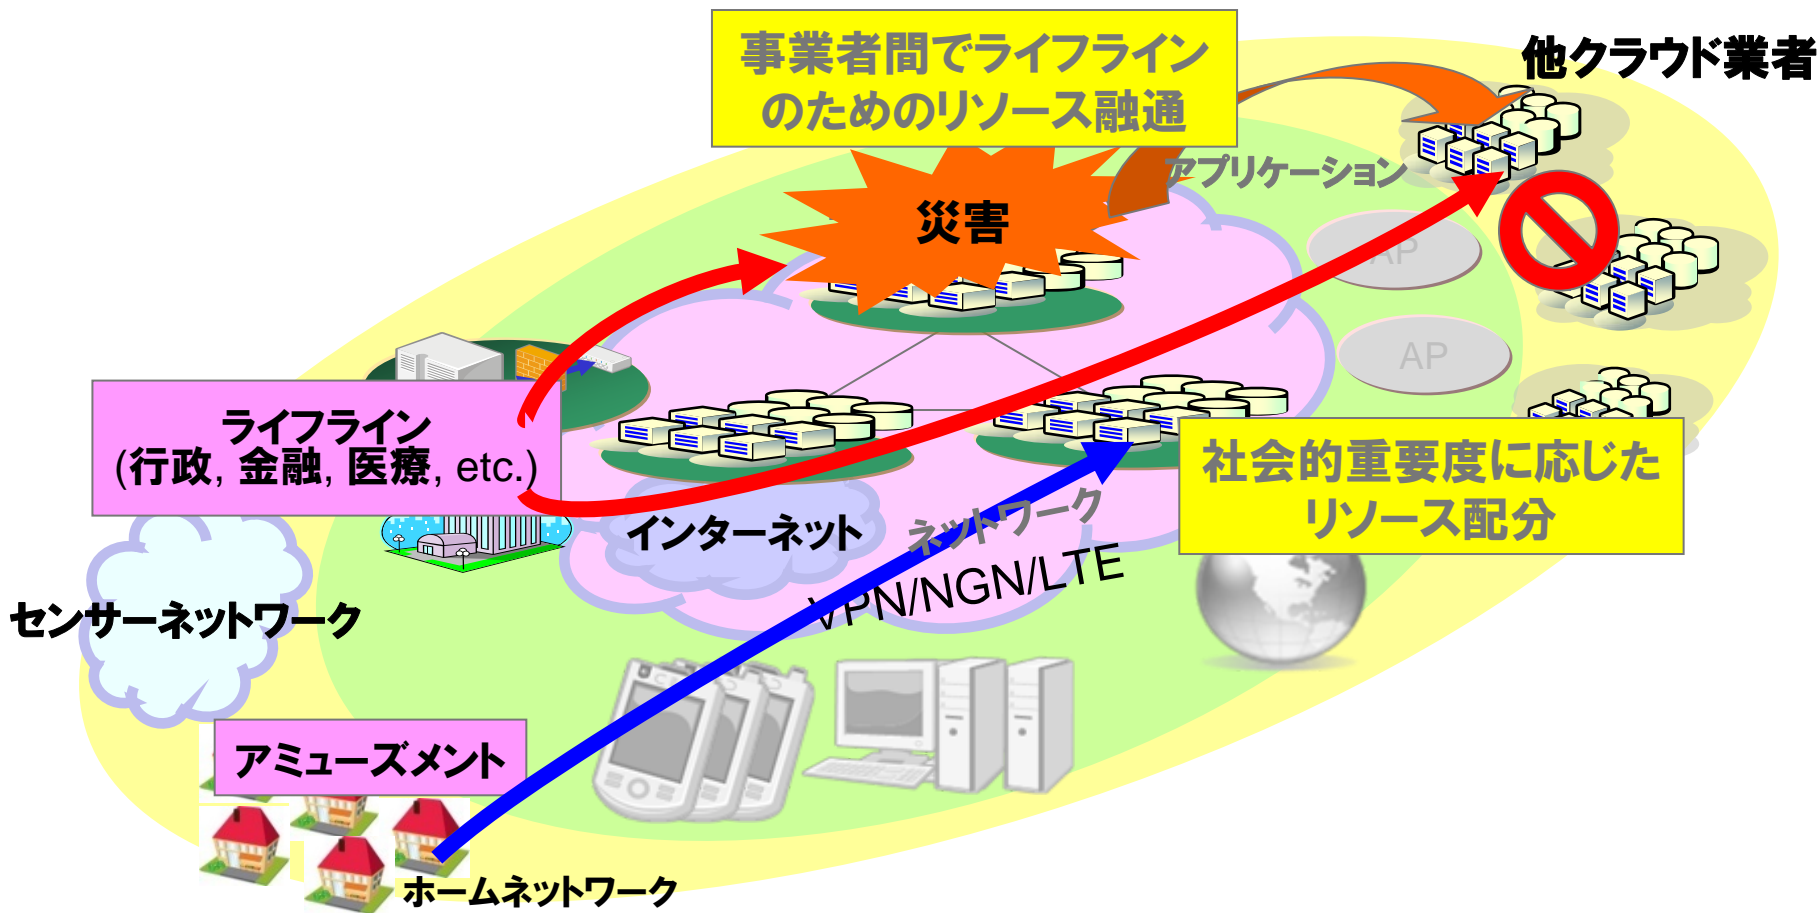 事業者間でライフライン
のためのリソース融通
他クラウド業者
アプリケーション
災害
AP
AP
ライフライン
(行政, 金融, 医療, etc.)
社会的重要度に応じた
リソース配分
インターネット
ネットワーク
VPN/NGN/LTE
センサーネットワーク
アミューズメント
ホームネットワーク